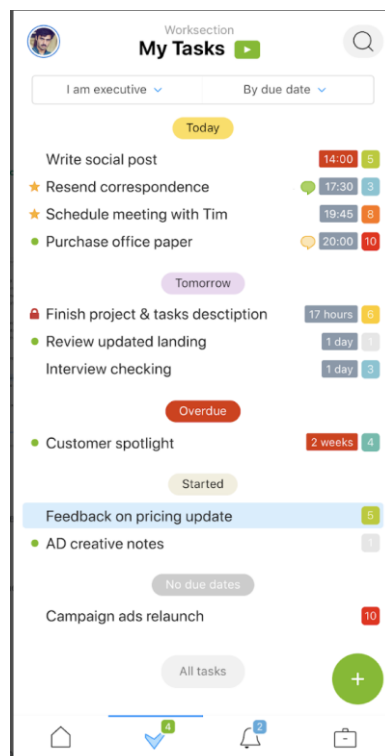 Worksection
My Tasks
I am executive By due date
Today
Write social post 14:00 5
Resend correspondence 17:30 3
Schedule meeting with Tim 19:45 8
Purchase office paper 20:00 10
Tomorrow
Finish project & tasks desctiption 17 hours 6
Review updated landing 1 day 1
Interview checking 1 day 3
Overdue
Customer spotlight 2 weeks 4
Started
Feedback on pricing update 5
AD creative notes 1
No due dates
Campaign ads relaunch 10
All tasks
+
4 2